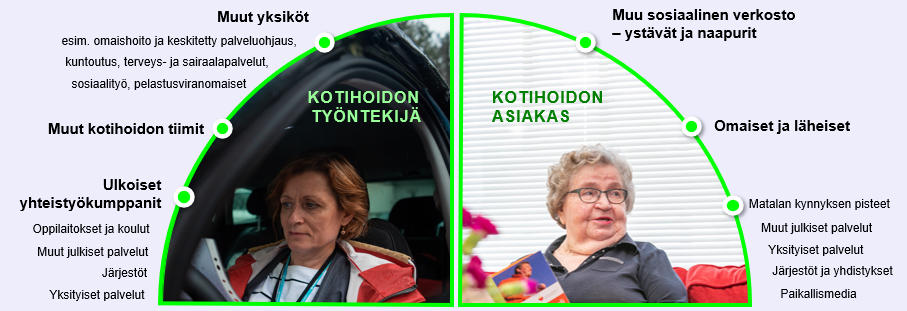 Muut yksiköt
esim. omaishoito ja keskitetty palveluohjaus,
kuntoutus, terveys- ja sairaalapalvelut,
sosiaalityö, pelastusviranomaiset
Muut kotihoidon tiimit
Ulkoiset
yhteistyökumppanit
Oppilaitokset ja koulut
Muut julkiset palvelut
Järjestöt
Yksityiset palvelut
KOTIHOIDON
TYÖNTEKIJÄ
KOTIHOIDON
ASIAKAS
Muu sosiaalinen verkosto
– ystävät ja naapurit
Omaiset ja läheiset
Matalan kynnyksen pisteet
Muut julkiset palvelut
Yksityiset palvelut
Järjestöt ja yhdistykset
Paikallismedia